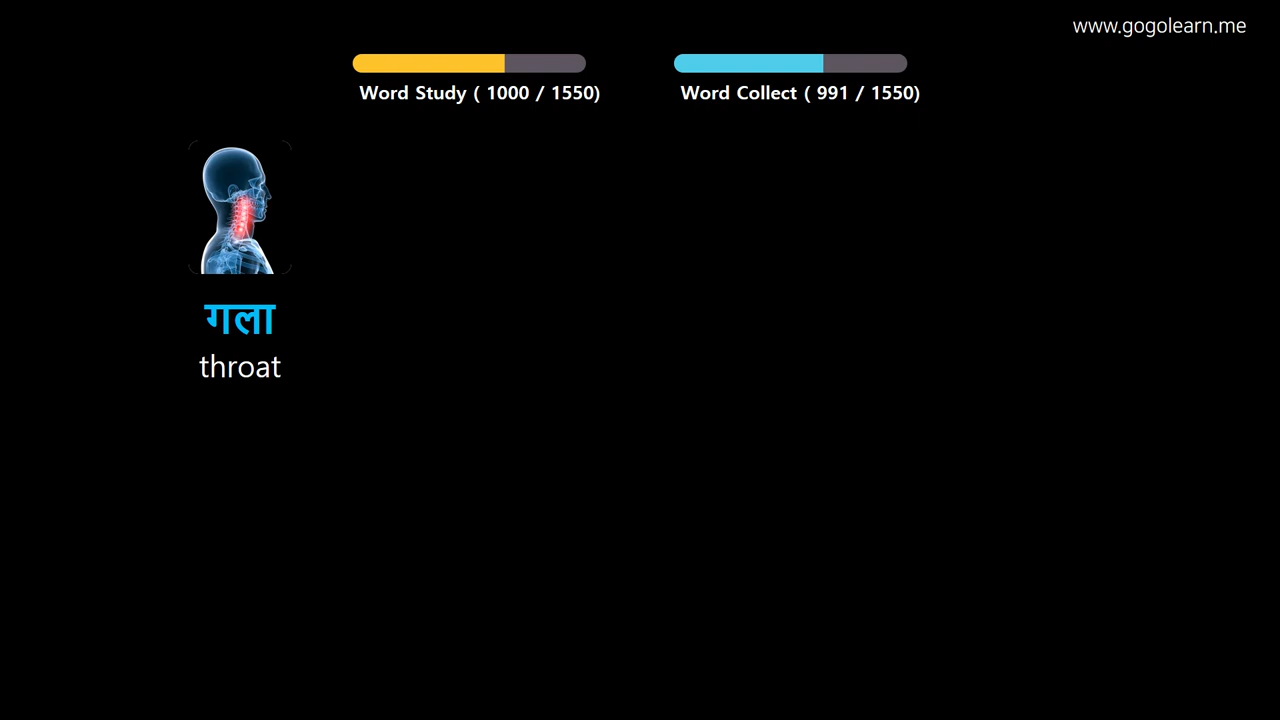 www.gogolearn.me
Word Study ( 1000 / 1550)
Word Collect ( 991 / 1550)
गला
throat